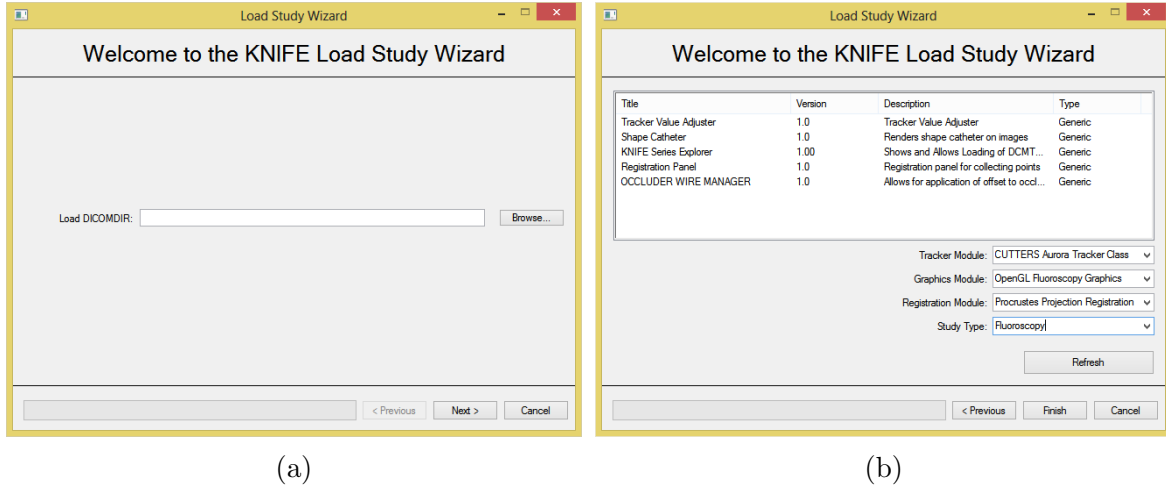 Load Study Wizard
Welcome to the KNIFE Load Study Wizard
Load DICOMDIR:
Browse...
< Previous
Next >
Cancel
(a)
Load Study Wizard
Welcome to the KNIFE Load Study Wizard
Title Version Description Type
Tracker Value Adjuster 1.0 Tracker Value Adjuster Generic
Shape Catheter 1.0 Renders shape catheter on images Generic
KNIFE Series Explorer 1.00 Shows and Allows Loading of DCMT... Generic
Registration Panel 1.0 Registration panel for collecting points Generic
OCCLUDER WIRE MANAGER 1.0 Allows for application of offset to occl... Generic
Tracker Module: CUTTERS Aurora Tracker Class
Graphics Module: OpenGL Fluoroscopy Graphics
Registration Module: Procrustes Projection Registration
Study Type: Fluoroscopy
Refresh
< Previous
Finish
Cancel
(b)